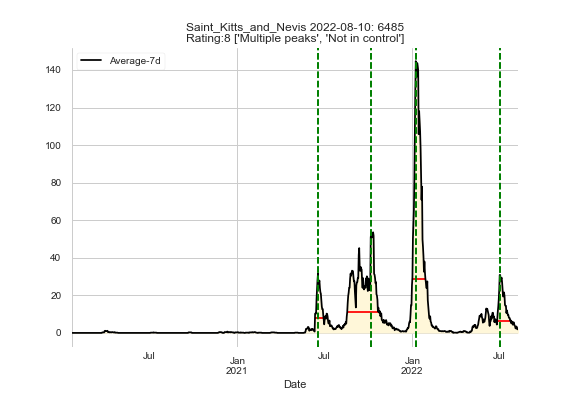 Saint_Kitts_and_Nevis 2022-08-10: 6485
Rating:8 ['Multiple peaks', 'Not in control']
Average-7d
140
120
100
80
60
40
20
0
Jul
Jan
2021
Jul
Jan
2022
Jul
Date